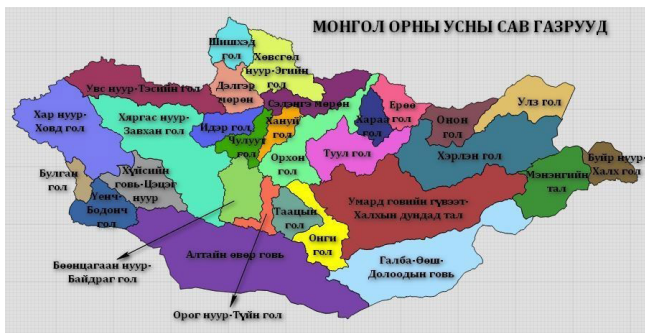 МОНГОЛ ОРНЫ УСНЫ САВ ГАЗРУУД
Шишхэд
гол
Хөвсгөл
нуур-Эгийн
гол
Увс нуур-Тэсийн гол
Дэлгэр
мөрөн
Сэлэнгэ мөрөн
Хар нуур-
Ховд гол
Хяргас нуур-
Завхан гол
Идэр гол
Чулуут
гол
Хануй
гол
Орхон
гол
Хараа
гол
Ерөө
гол
Туул гол
Онон
гол
Улз гол
Хэрлэн гол
Буйр нуур-
Халх гол
Мэнэнгийн
тал
Булган
гол
Үенч-
Бодонч
гол
Хүйсийн
говь-Цэцэг
нуур
Таацын
гол
Онги
гол
Умард говийн гүвээт-
Халхын дундад тал
Алтайн өвөр говь
Галба-Өөш-
Долоодын говь
Бөөнцагаан нуур-
Байдраг гол
Орог нуур-Түйн гол